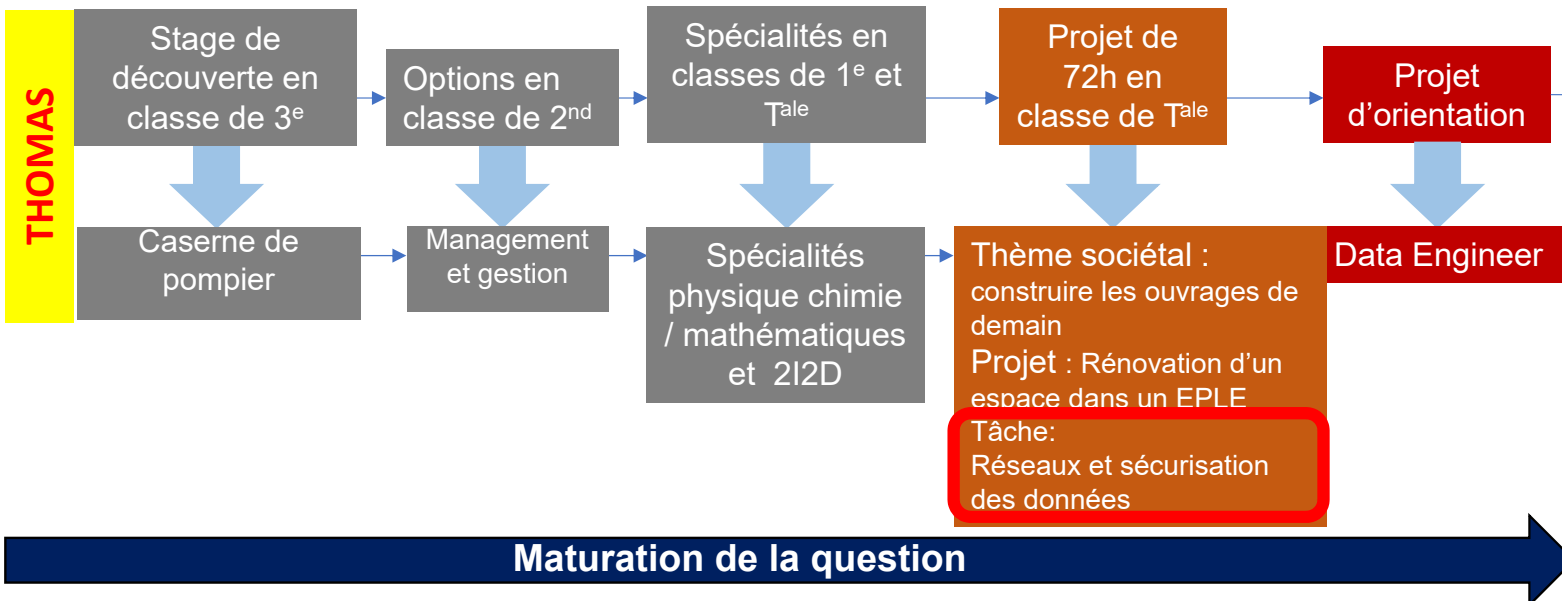 THOMAS
Stage de
découverte en
classe de 3e
Options en
classe de 2nd
Spécialités en
classes de 1e et
Tale
Projet de
72h en
classe de Tale
Projet
d'orientation
Caserne de
pompier
Management
et gestion
Spécialités
physique chimie
/ mathématiques
et 2I2D
Thème sociétal :
construire les ouvrages de
demain
Projet : Rénovation d'un
espace dans un EPLE
Tâche:
Réseaux et sécurisation
des données
Data Engineer
Maturation de la question